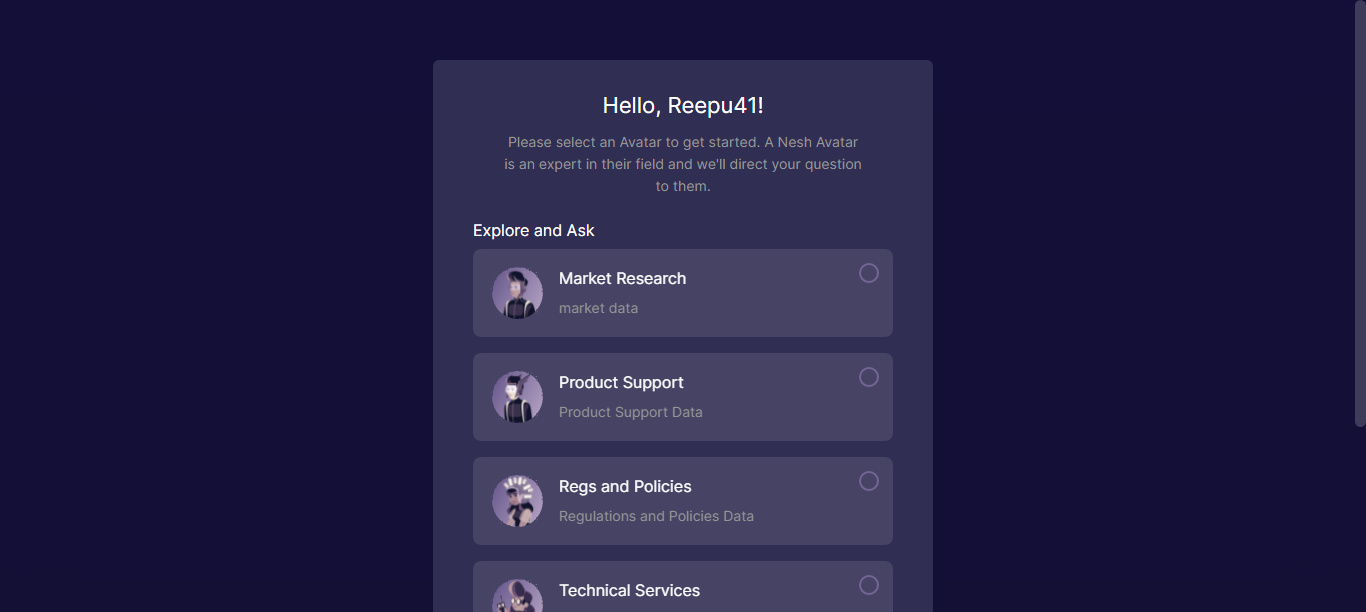 Hello, Reepu41!
Please select an Avatar to get started. A Nesh Avatar
is an expert in their field and we'll direct your question
to them.
Explore and Ask
Market Research
market data
Product Support
Product Support Data
Regs and Policies
Regulations and Policies Data
Technical Services